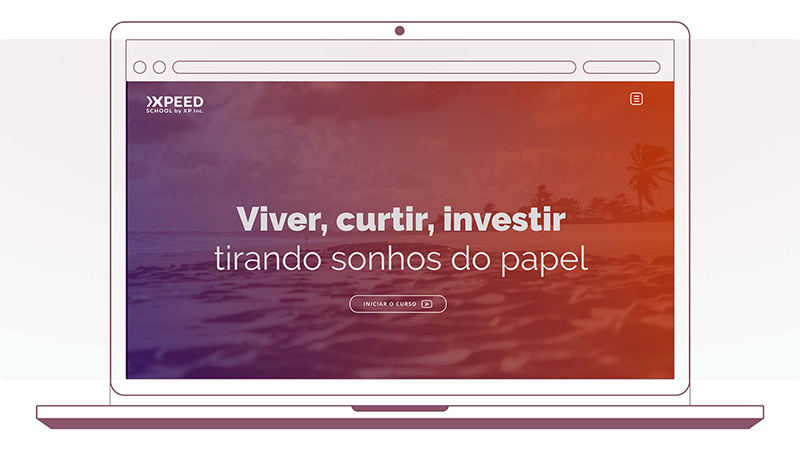 XPEED
SCHOOL by XP Inc.
Viver, curtir, investir
tirando sonhos do papel
INICIAR O CURSO